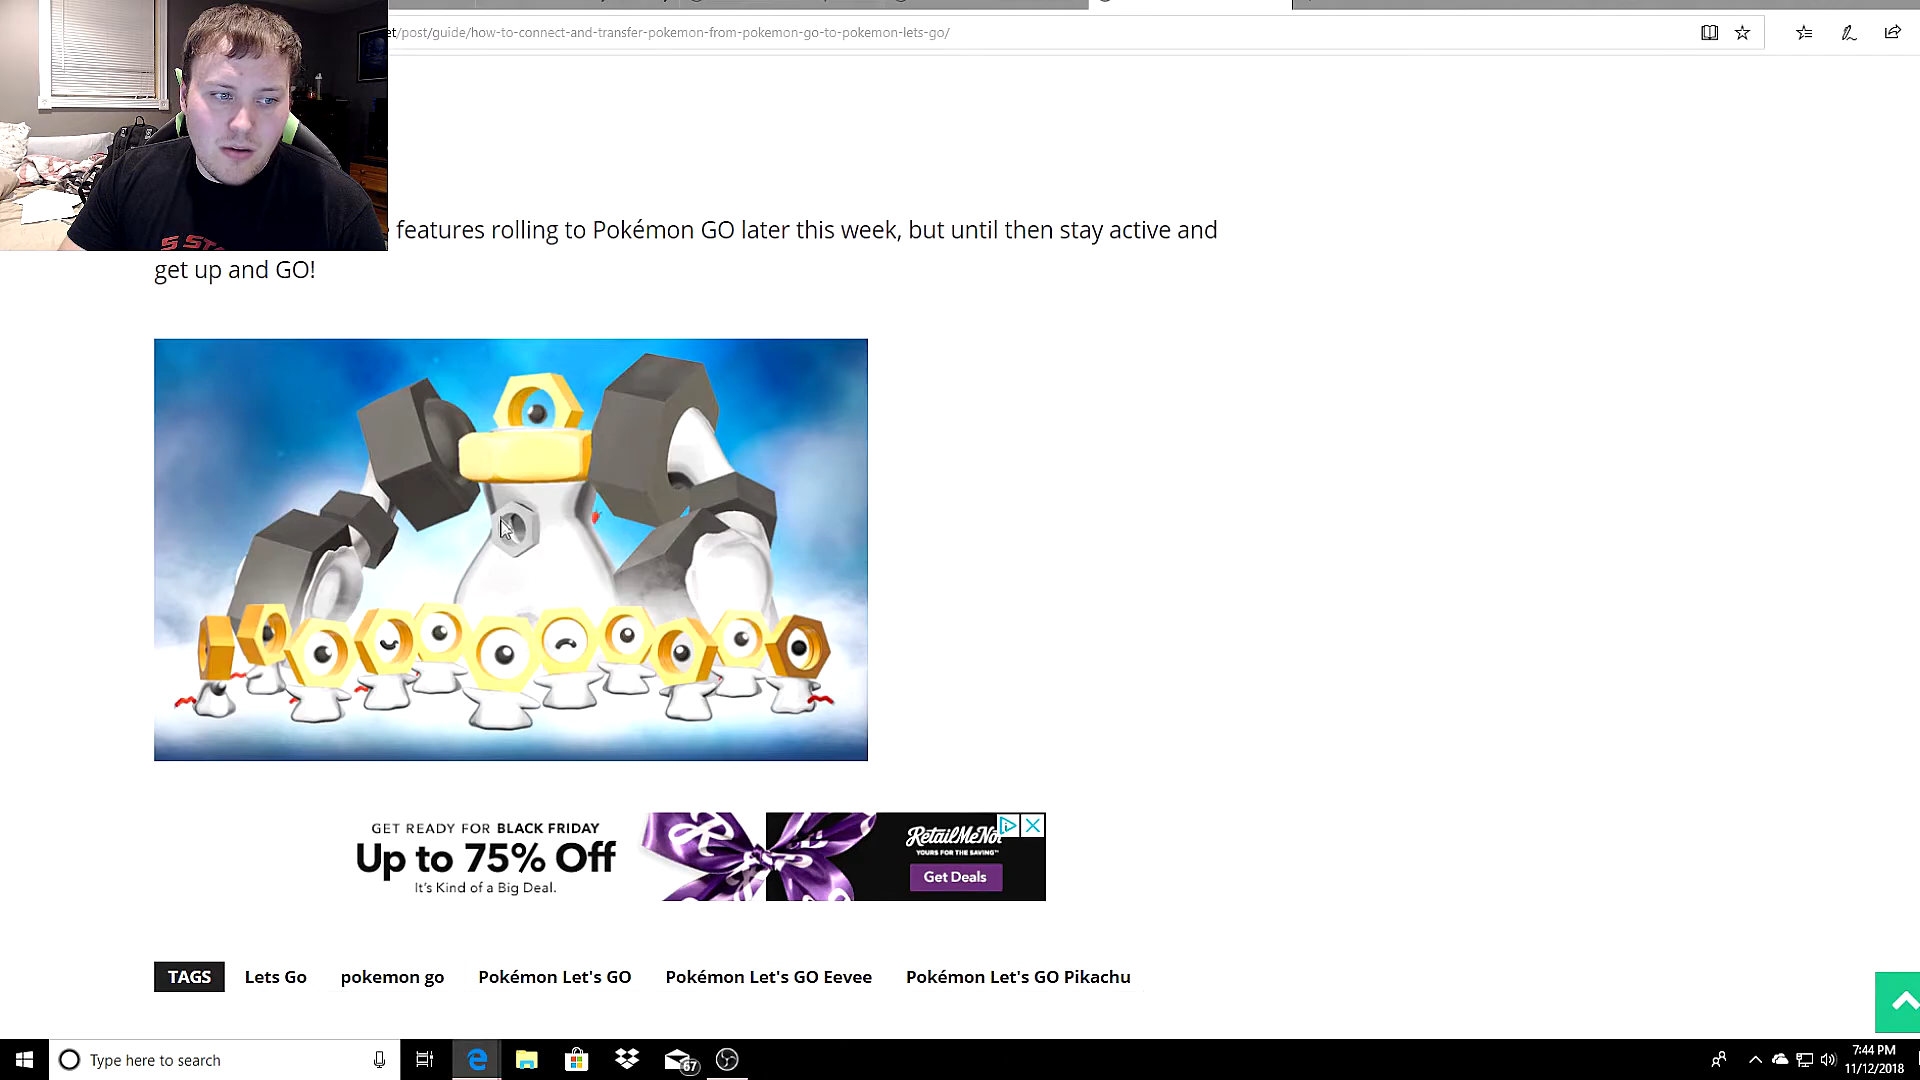 et/post/guide/how-to-connect-and-transfer-pokemon-from-pokemon-go-to-pokemon-lets-go/
features rolling to Pokémon GO later this week, but until then stay active and
get up and GO!
GET READY FOR BLACK FRIDAY
Up to 75% Off
It's Kind of a Big Deal.
RetailMeNot
YOURS FOR THE SAVING™
Get Deals
TAGS
Lets Go
pokemon go
Pokémon Let's GO
Pokémon Let's GO Eevee
Pokémon Let's GO Pikachu
Type here to search
67
7:44 PM
11/12/2018